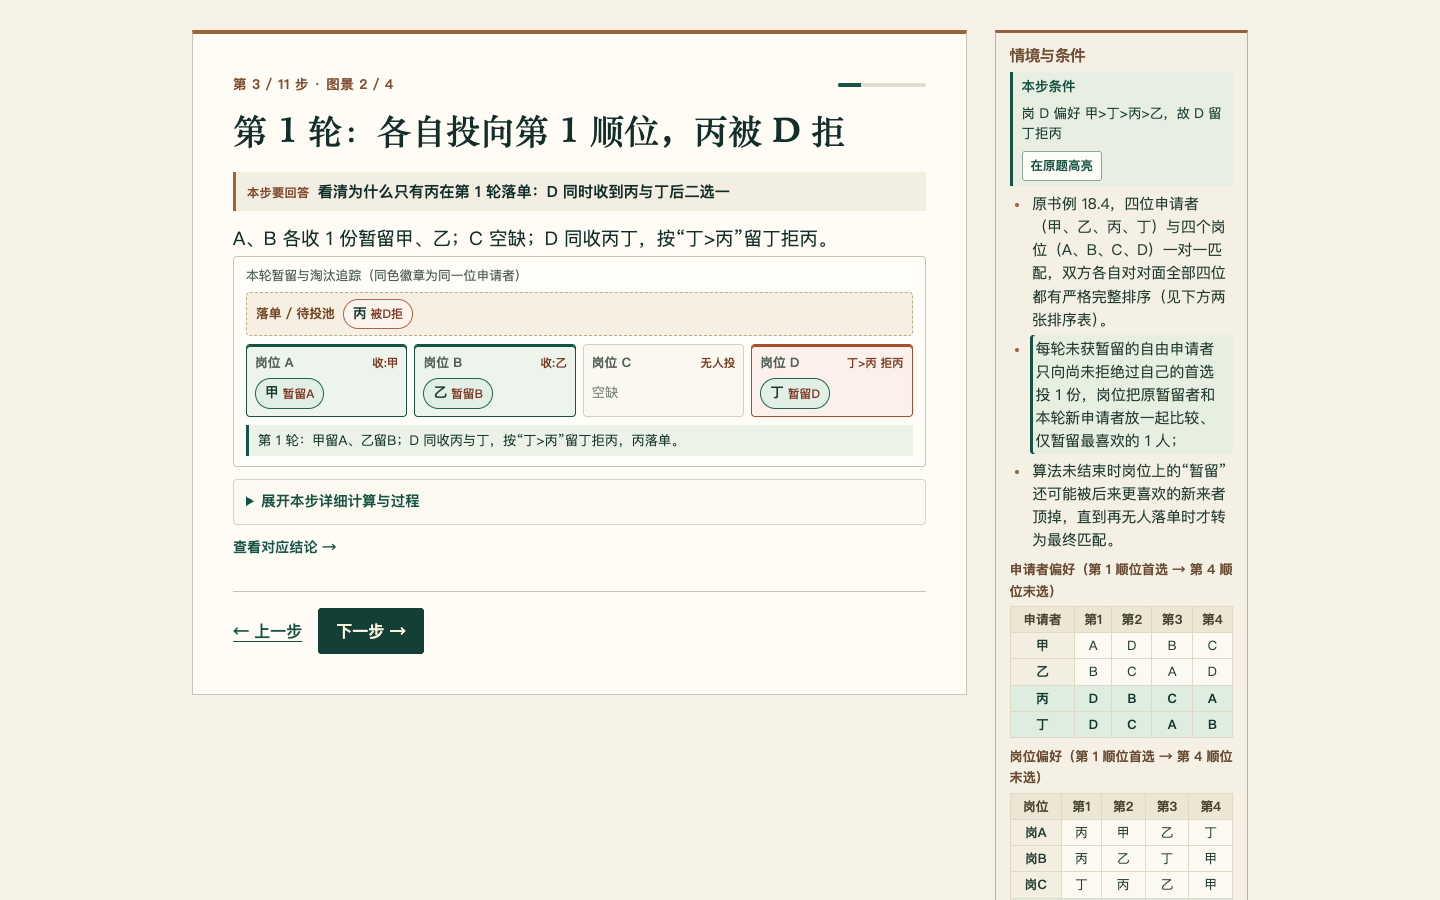 第 3 / 11 步 · 图景 2 / 4
第 1 轮：各自投向第 1 顺位，丙被 D 拒
本步要回答 看清为什么只有丙在第 1 轮落单：D 同时收到丙与丁后二选一
A、B 各收 1 份暂留甲、乙；C 空缺；D 同收丙丁，按“丁>丙”留丁拒丙。
本轮暂留与淘汰追踪（同色徽章为同一位申请者）
落单 / 待投池 丙 被D拒
岗位 A 收:甲
甲 暂留A
岗位 B 收:乙
乙 暂留B
岗位 C 无人投
空缺
岗位 D 丁>丙 拒丙
丁 暂留D
第 1 轮：甲留A、乙留B；D 同收丙与丁，按“丁>丙”留丁拒丙，丙落单。
▶ 展开本步详细计算与过程
查看对应结论 →
← 上一步 下一步 →
情境与条件
本步条件
岗 D 偏好 甲>丁>丙>乙，故 D 留
丁拒丙
在原题高亮
• 原书例 18.4，四位申请者
（甲、乙、丙、丁）与四个岗
位（A、B、C、D）一对一匹
配，双方各自对对面全部四位
都有严格完整排序（见下方两
张排序表）。
• 每轮未获暂留的自由申请者
只向尚未拒绝过自己的首选
投 1 份，岗位把原暂留者和
本轮新申请者放一起比较、
仅暂留最喜欢的 1 人；
• 算法未结束时岗位上的“暂留”
还可能被后来更喜欢的新来者
顶掉，直到再无人落单时才转
为最终匹配。
申请者偏好（第 1 顺位首选 → 第 4 顺
位末选）
申请者 第1 第2 第3 第4
甲 A D B C
乙 B C A D
丙 D B C A
丁 D C A B
岗位偏好（第 1 顺位首选 → 第 4 顺位
末选）
岗位 第1 第2 第3 第4
岗A 丙 甲 乙 丁
岗B 丙 乙 丁 甲
岗C 丁 丙 乙 甲